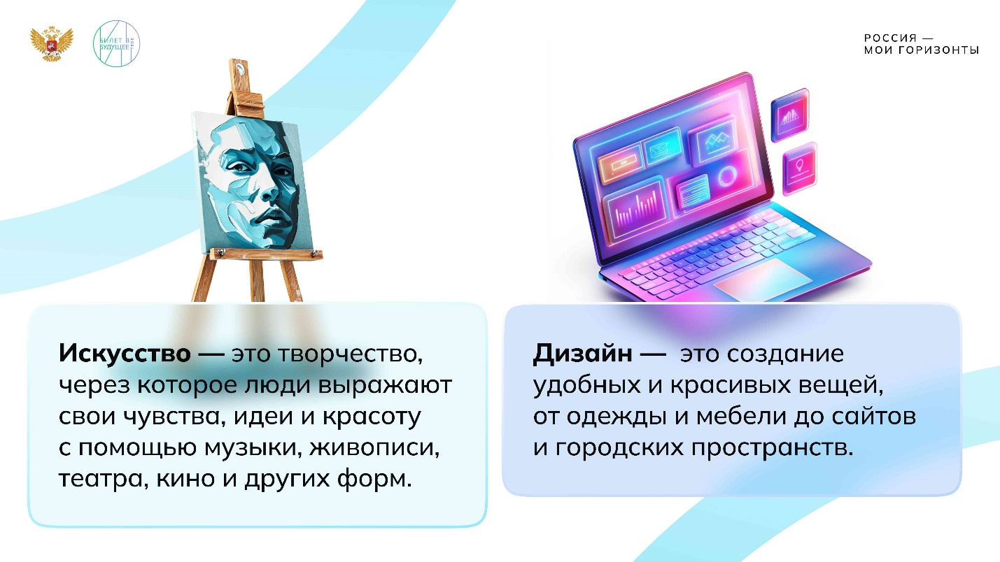 БИЛЕТ В
БУДУЩЕЕ
ТВОЁ
РОССИЯ —
МОИ ГОРИЗОНТЫ
Искусство — это творчество,
через которое люди выражают
свои чувства, идеи и красоту
с помощью музыки, живописи,
театра, кино и других форм.
Дизайн — это создание
удобных и красивых вещей,
от одежды и мебели до сайтов
и городских пространств.